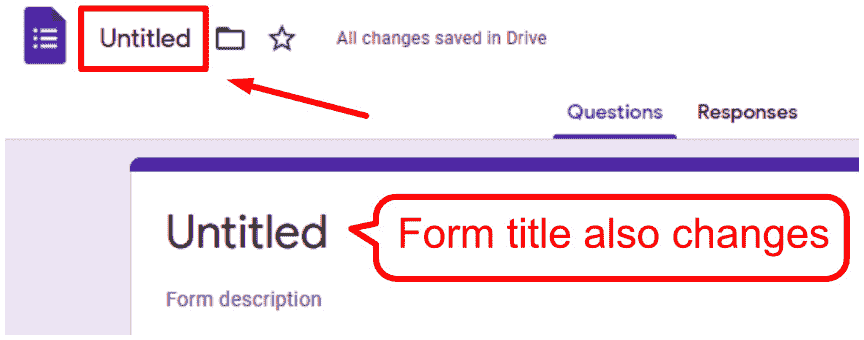 Untitled
All changes saved in Drive
Questions Responses
Untitled
Form title also changes
Form description